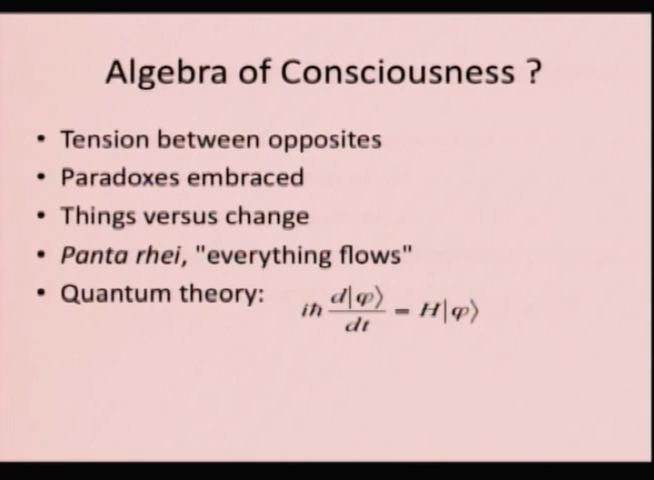 Algebra of Consciousness ?
• Tension between opposites
• Paradoxes embraced
• Things versus change
• Panta rhei, "everything flows"
• Quantum theory: iħ d|φ⟩/dt = H|φ⟩